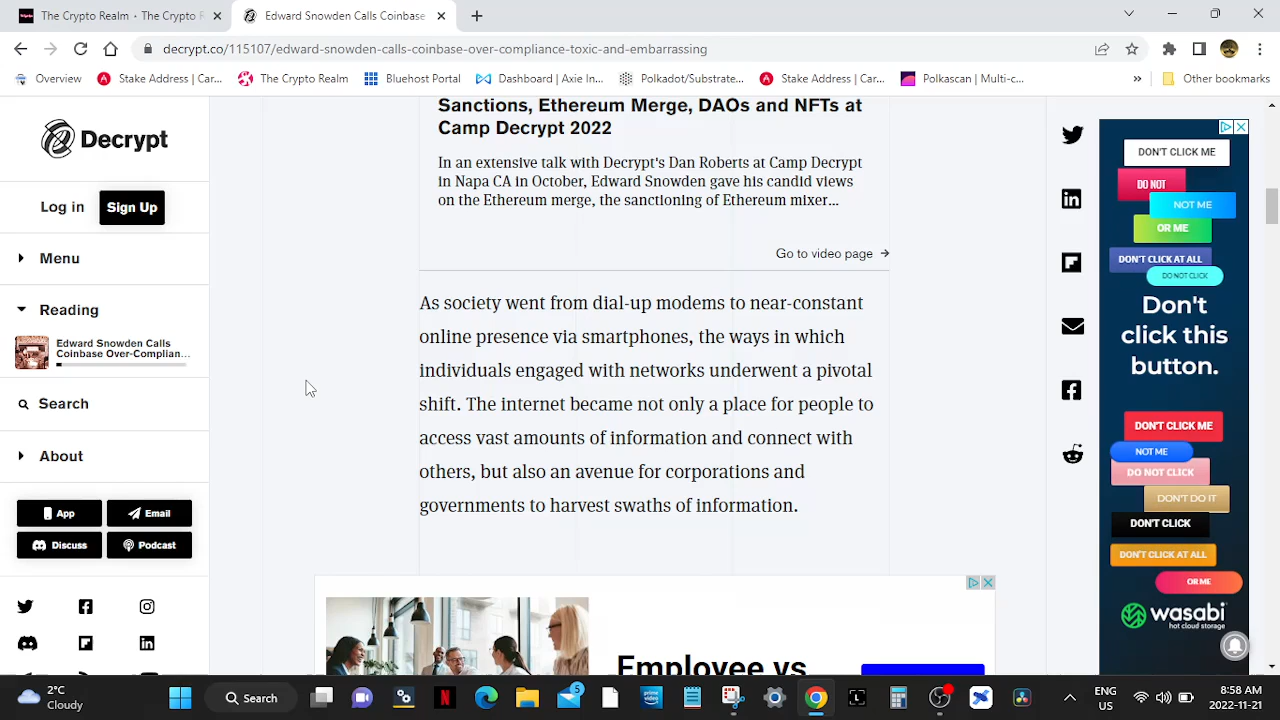 The Crypto Realm - The Crypto R
Edward Snowden Calls Coinbase
decrypt.co/115107/edward-snowden-calls-coinbase-over-compliance-toxic-and-embarrassing
Overview
Stake Address | Car...
The Crypto Realm
Bluehost Portal
Dashboard | Axie In...
Polkadot/Substrate...
Stake Address | Car...
Polkascan | Multi-c...
»
Other bookmarks
Decrypt
Log in
Sign Up
Menu
Reading
Edward Snowden Calls
Coinbase Over-Complian...
Search
About
App
Email
Discuss
Podcast
Sanctions, Ethereum Merge, DAOs and NFTs at
Camp Decrypt 2022
In an extensive talk with Decrypt's Dan Roberts at Camp Decrypt
in Napa CA in October, Edward Snowden gave his candid views
on the Ethereum merge, the sanctioning of Ethereum mixer...
Go to video page →
As society went from dial-up modems to near-constant
online presence via smartphones, the ways in which
individuals engaged with networks underwent a pivotal
shift. The internet became not only a place for people to
access vast amounts of information and connect with
others, but also an avenue for corporations and
governments to harvest swaths of information.
Employee vs
DON'T CLICK ME
DO NOT
NOT ME
OR ME
DON'T CLICK AT ALL
DO NOT CLICK
Don't
click this
button.
DON'T CLICK ME
NOT ME
DO NOT CLICK
DON'T DO IT
DON'T CLICK
DON'T CLICK AT ALL
OR ME
wasabi
hot cloud storage
2°C
Cloudy
Search
5
prime
L
ENG
US
8:58 AM
2022-11-21